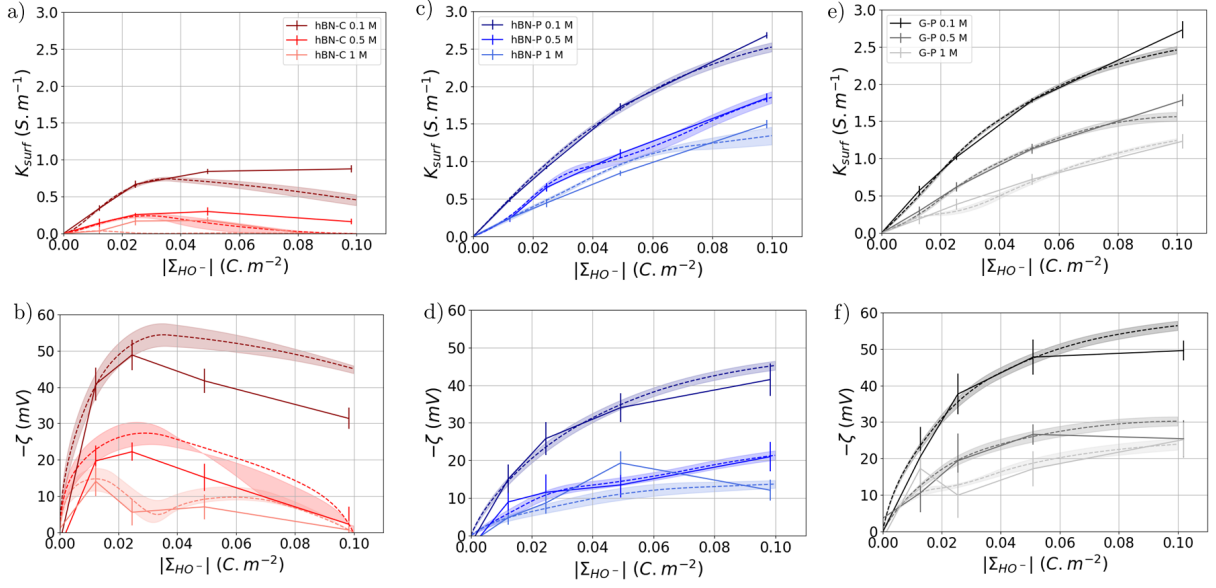 a)
3.0
2.5
2.0
1.5
1.0
0.5
0.0
K_surf (S.m⁻¹)
hBN-C 0.1 M
hBN-C 0.5 M
hBN-C 1 M
0.00 0.02 0.04 0.06 0.08 0.10
|Σ_HO⁻| (C.m⁻²)
c)
3.0
2.5
2.0
1.5
1.0
0.5
0.0
K_surf (S.m⁻¹)
hBN-P 0.1 M
hBN-P 0.5 M
hBN-P 1 M
0.00 0.02 0.04 0.06 0.08 0.10
|Σ_HO⁻| (C.m⁻²)
e)
3.0
2.5
2.0
1.5
1.0
0.5
0.0
K_surf (S.m⁻¹)
G-P 0.1 M
G-P 0.5 M
G-P 1 M
0.00 0.02 0.04 0.06 0.08 0.10
|Σ_HO⁻| (C.m⁻²)
b)
60
50
40
30
20
10
0
−ζ (mV)
0.00 0.02 0.04 0.06 0.08 0.10
|Σ_HO⁻| (C.m⁻²)
d)
60
50
40
30
20
10
0
−ζ (mV)
0.00 0.02 0.04 0.06 0.08 0.10
|Σ_HO⁻| (C.m⁻²)
f)
60
50
40
30
20
10
0
−ζ (mV)
0.00 0.02 0.04 0.06 0.08 0.10
|Σ_HO⁻| (C.m⁻²)